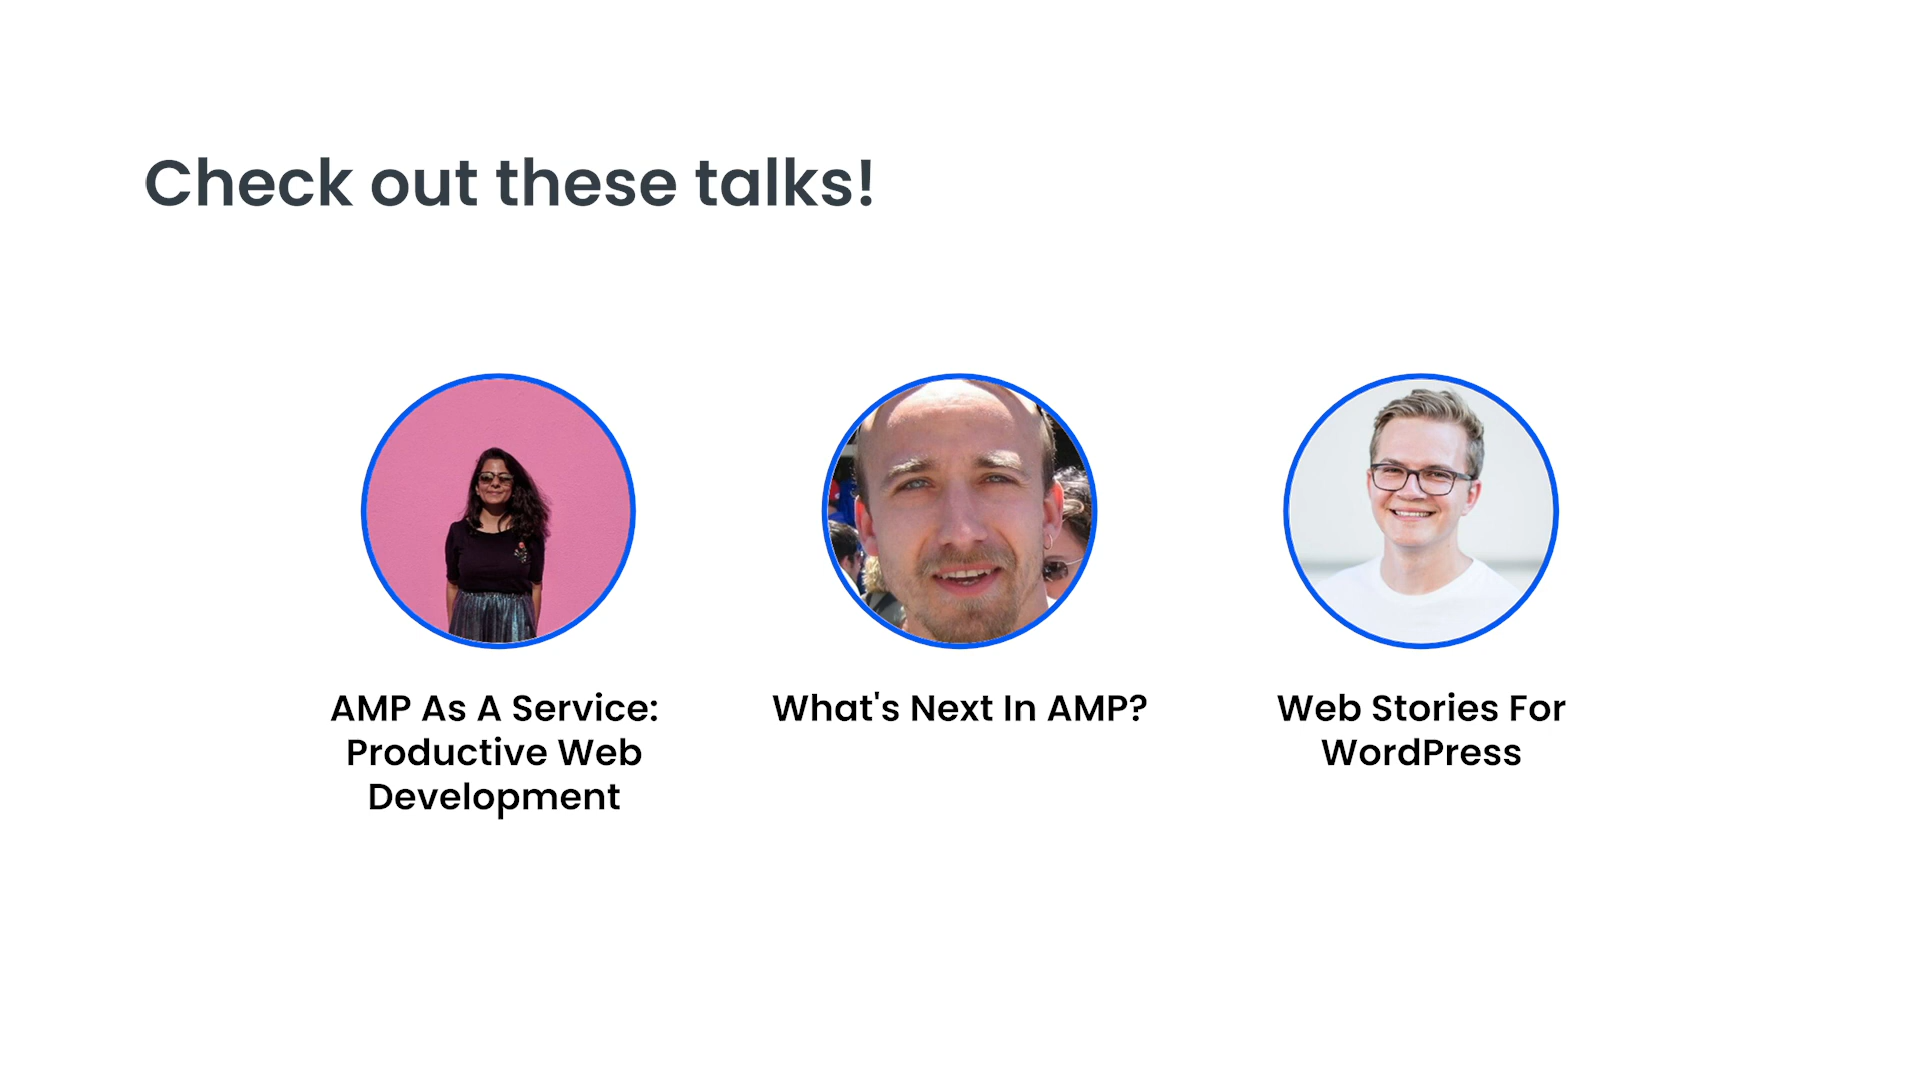 Check out these talks!
AMP As A Service:
Productive Web
Development
What's Next In AMP?
Web Stories For
WordPress